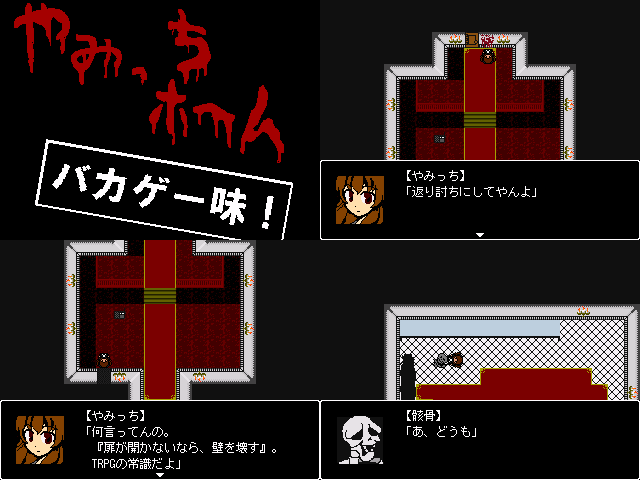 やみっち
ホーム
バカゲー味！
【やみっち】
「返り討ちにしてやんよ」
【やみっち】
「何言ってんの。
『扉が開かないなら、壁を壊す』。
TRPGの常識だよ」
【骸骨】
「あ、どうも」